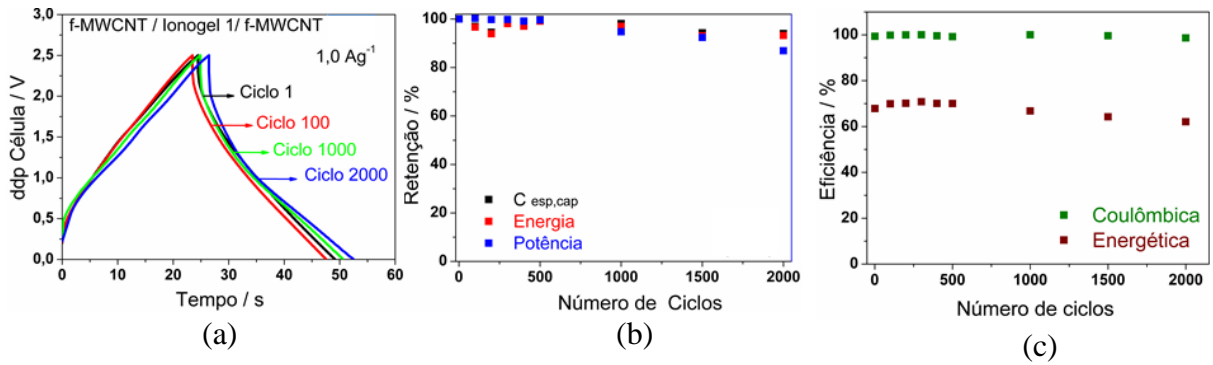 f-MWCNT / Ionogel 1/ f-MWCNT
1,0 Ag⁻¹
Ciclo 1
Ciclo 100
Ciclo 1000
Ciclo 2000
ddp Célula / V
2,5
2,0
1,5
1,0
0,5
0,0
0 10 20 30 40 50 60
Tempo / s
(a)
Retenção / %
100
80
60
40
20
0
C esp,cap
Energia
Potência
0 500 1000 1500 2000
Número de Ciclos
(b)
Eficiência / %
100
80
60
40
20
0
Coulômbica
Energética
0 500 1000 1500 2000
Número de ciclos
(c)